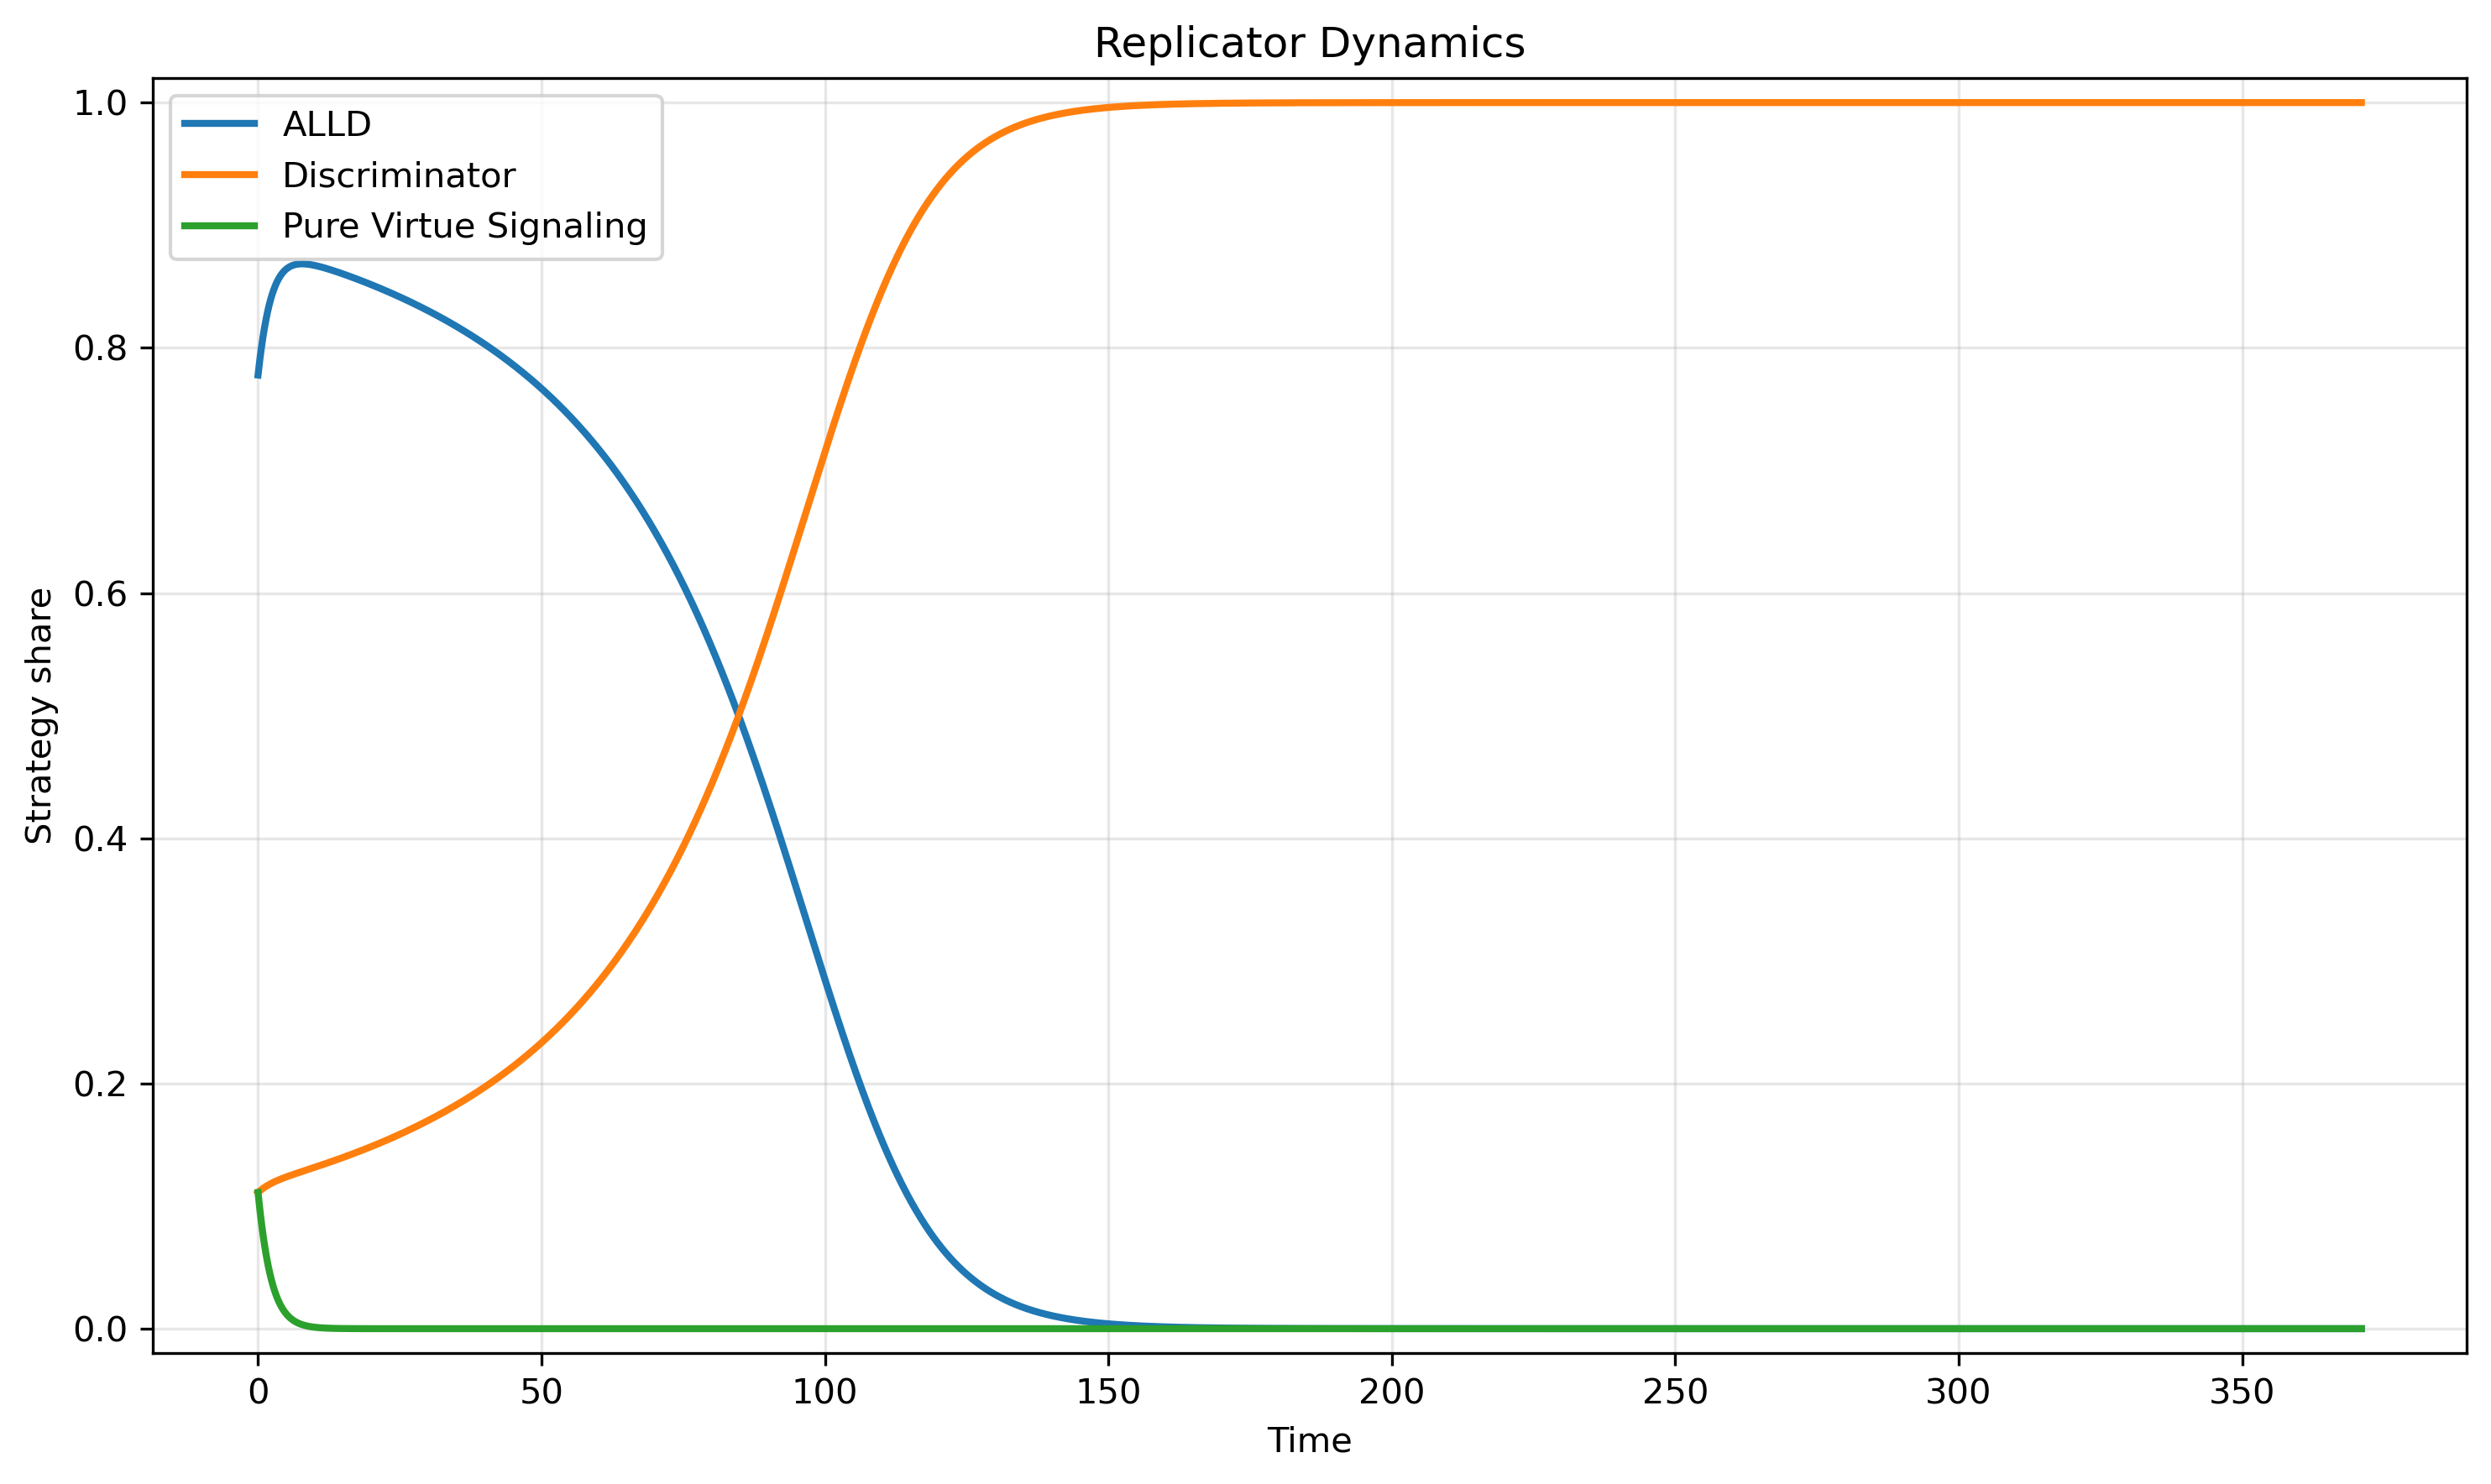 Replicator Dynamics
ALLD
Discriminator
Pure Virtue Signaling
Strategy share
1.0
0.8
0.6
0.4
0.2
0.0
0 50 100 150 200 250 300 350
Time